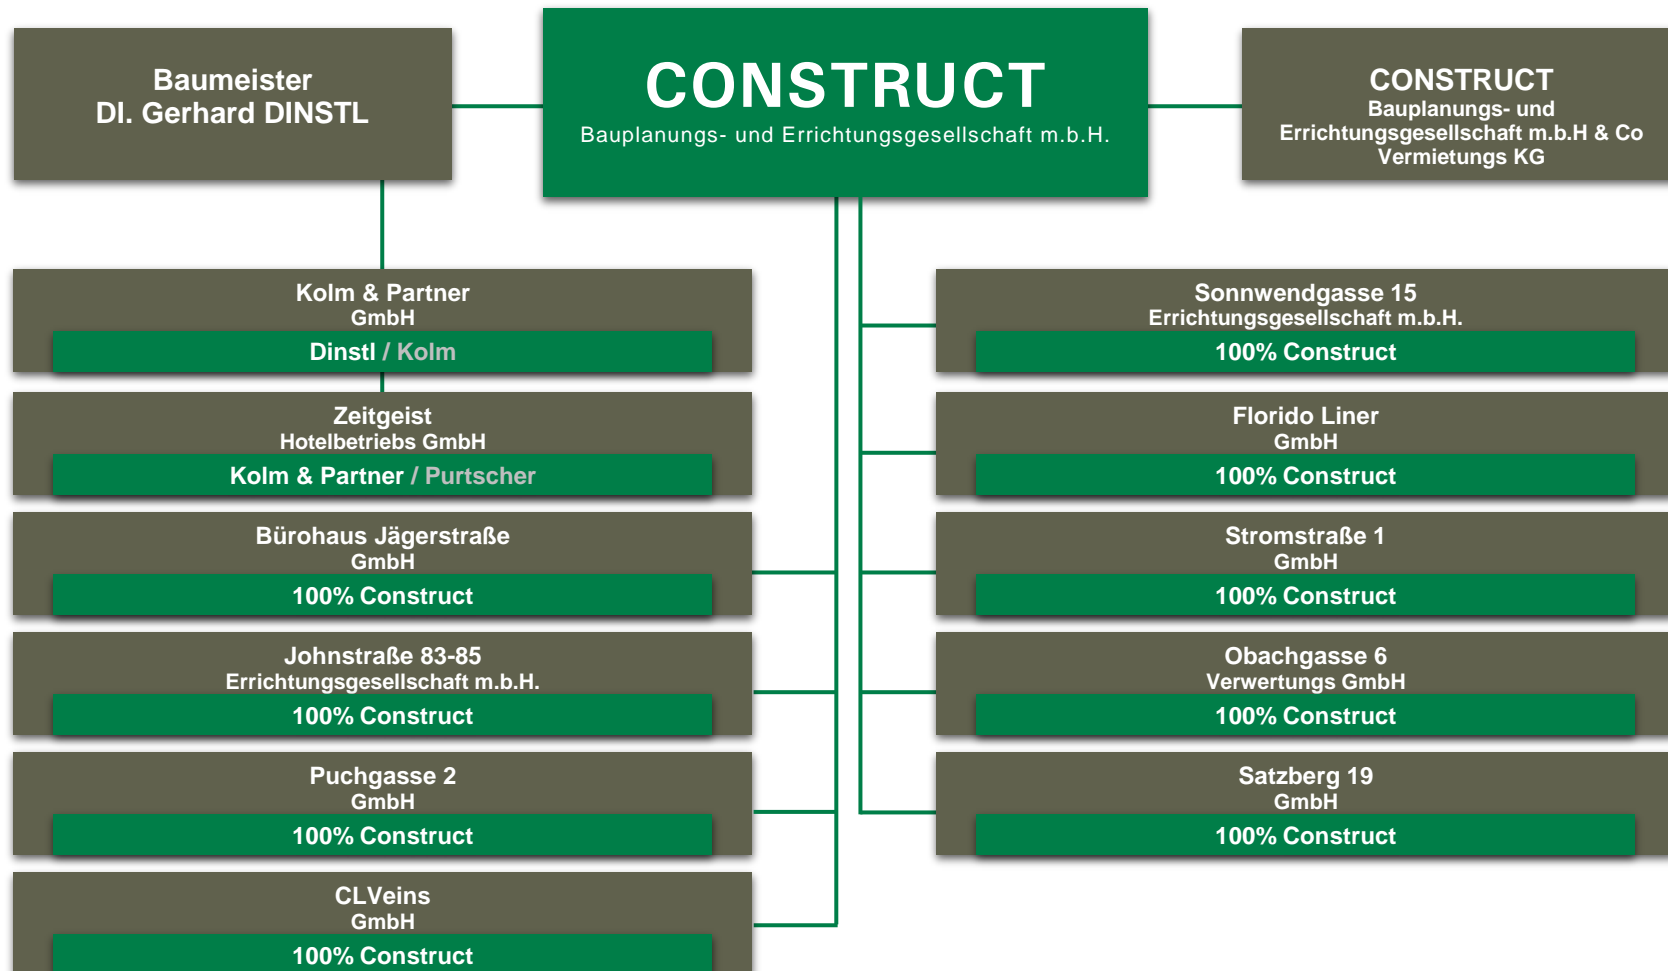 Baumeister
DI. Gerhard DINSTL
CONSTRUCT
Bauplanungs- und Errichtungsgesellschaft m.b.H.
CONSTRUCT
Bauplanungs- und
Errichtungsgesellschaft m.b.H & Co
Vermietungs KG
Kolm & Partner
GmbH
Dinstl / Kolm
Zeitgeist
Hotelbetriebs GmbH
Kolm & Partner / Purtscher
Bürohaus Jägerstraße
GmbH
100% Construct
Johnstraße 83-85
Errichtungsgesellschaft m.b.H.
100% Construct
Puchgasse 2
GmbH
100% Construct
CLVeins
GmbH
100% Construct
Sonnwendgasse 15
Errichtungsgesellschaft m.b.H.
100% Construct
Florido Liner
GmbH
100% Construct
Stromstraße 1
GmbH
100% Construct
Obachgasse 6
Verwertungs GmbH
100% Construct
Satzberg 19
GmbH
100% Construct